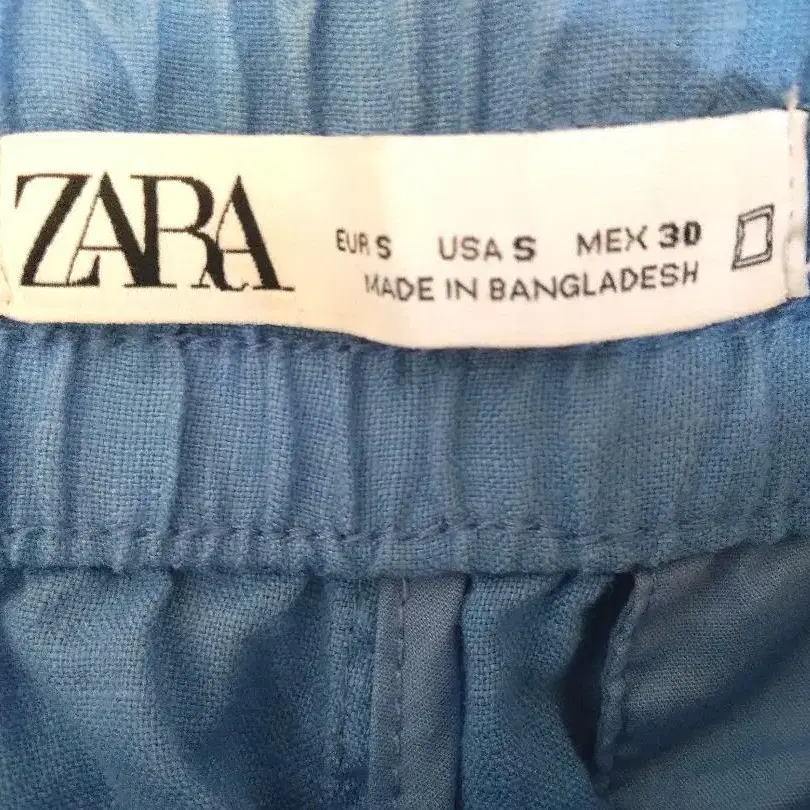 ZARA
EUR S USA S MEX 30
MADE IN BANGLADESH